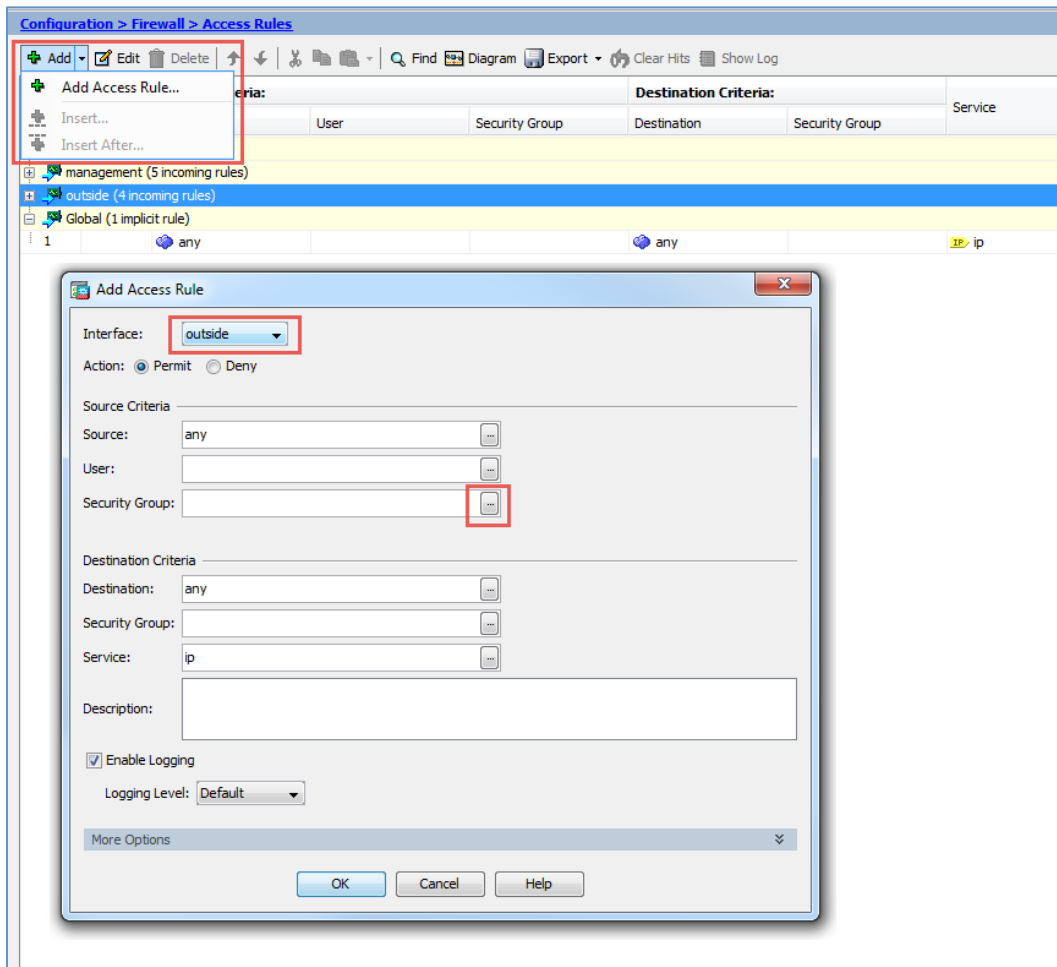 Configuration > Firewall > Access Rules
Add Edit Delete Find Diagram Export Clear Hits Show Log
Add Access Rule...
Insert...
Insert After...
eria:
Destination Criteria:
Service
User Security Group Destination Security Group
management (5 incoming rules)
outside (4 incoming rules)
Global (1 implicit rule)
1 any any IP ip
Add Access Rule
Interface: outside
Action: Permit Deny
Source Criteria
Source: any ...
User: ...
Security Group: ...
Destination Criteria
Destination: any ...
Security Group: ...
Service: ip ...
Description:
Enable Logging
Logging Level: Default
More Options
OK Cancel Help